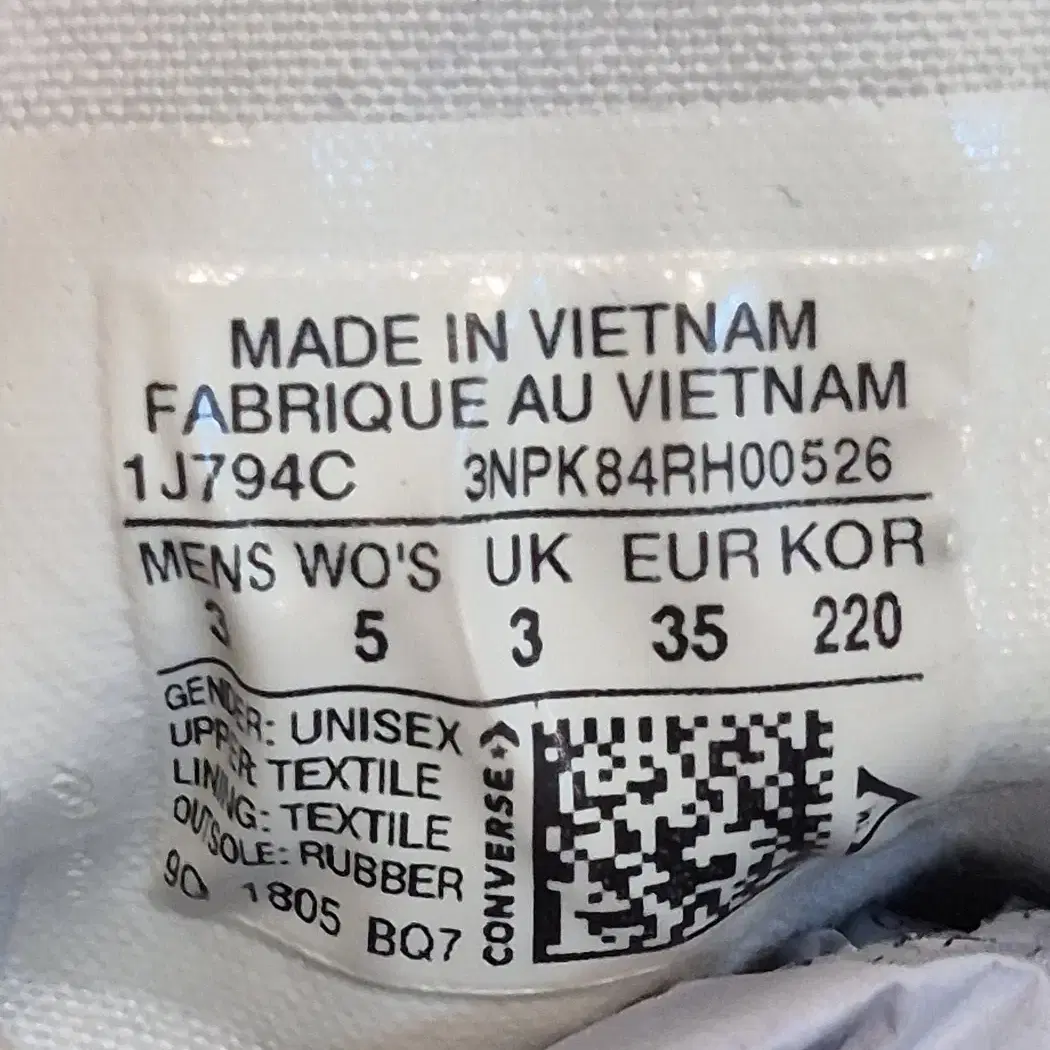 MADE IN VIETNAM
FABRIQUE AU VIETNAM
1J794C 3NPK84RH00526
MENS WO'S UK EUR KOR
3 5 3 35 220
GENDER: UNISEX
UPPER: TEXTILE
LINING: TEXTILE
OUTSOLE: RUBBER
1805 BQ7
CONVERSE